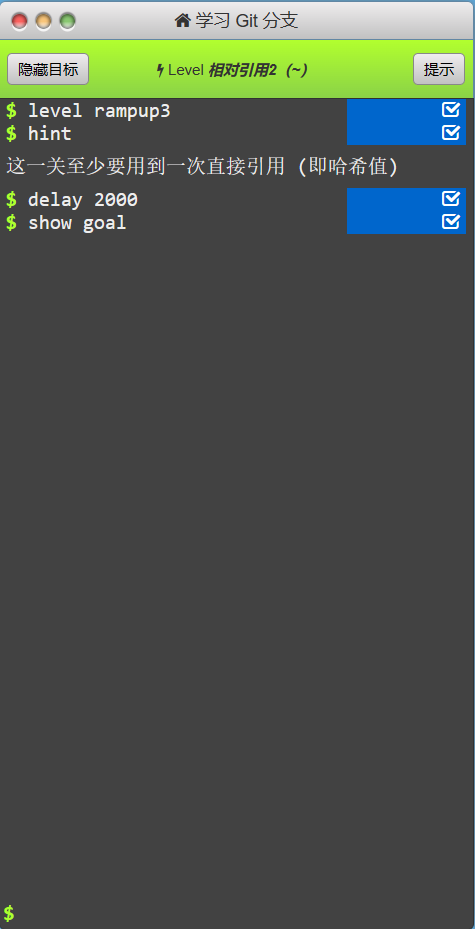 学习 Git 分支
隐藏目标
Level 相对引用2（~）
提示
$ level rampup3
$ hint
这一关至少要用到一次直接引用 (即哈希值)
$ delay 2000
$ show goal
$